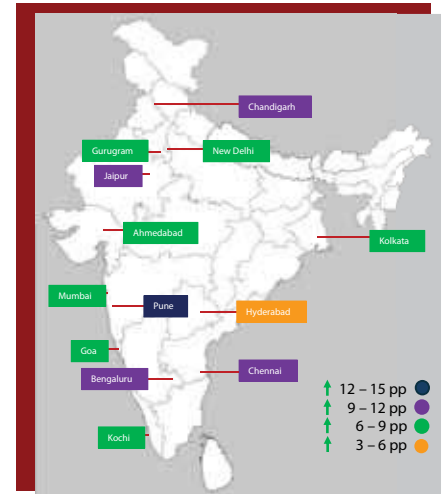 Chandigarh
Gurugram
New Delhi
Jaipur
Ahmedabad
Kolkata
Mumbai
Pune
Hyderabad
Goa
Bengaluru
Chennai
Kochi
12 – 15 pp
9 – 12 pp
6 – 9 pp
3 – 6 pp